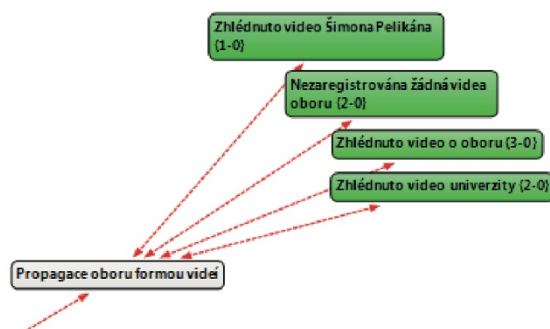 Zhlédnuto video Šimona Pelikána
{1-0}
Nezaregistrována žádná videa
oboru {2-0}
Zhlédnuto video o oboru {3-0}
Zhlédnuto video univerzity {2-0}
Propagace oboru formou videí